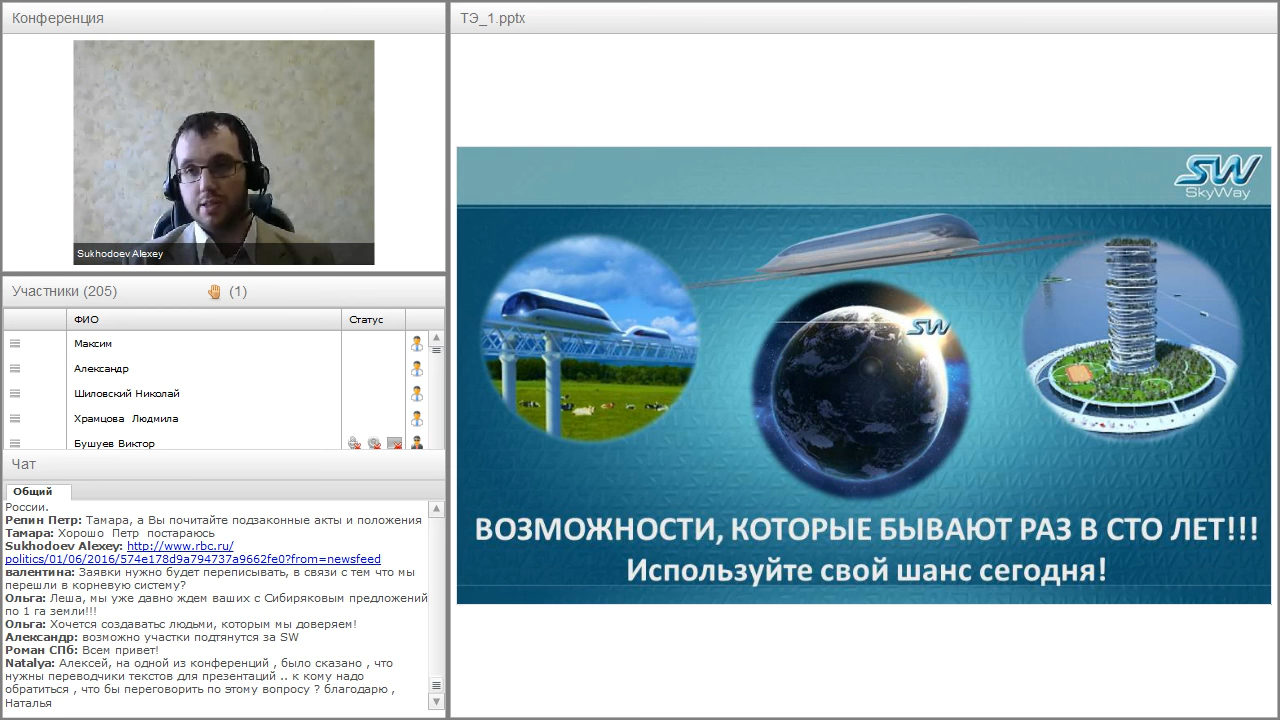 Конференция
Sukhodoev Alexey
Участники (205)
(1)
ФИО
Статус
Максим
Александр
Шиловский Николай
Храмцова Людмила
Бушуев Виктор
Чат
Общий
России.
Репин Петр: Тамара, а Вы почитайте подзаконные акты и положения
Тамара: Хорошо Петр постараюсь
Sukhodoev Alexey: http://www.rbc.ru/
politics/01/06/2016/574e178d9a794737a9662fe0?from=newsfeed
валентина: Заявки нужно будет переписывать, в связи с тем что мы
перешли в корневую систему?
Ольга: Леша, мы уже давно ждем ваших с Сибиряковым предложений
по 1 га земли!!!
Ольга: Хочется создаватьс людьми, которым мы доверяем!
Александр: возможно участки подтянутся за SW
Роман СПб: Всем привет!
Natalya: Алексей, на одной из конференций , было сказано , что
нужны переводчики текстов для презентаций .. к кому надо
обратиться , что бы переговорить по этому вопросу ? благадарю ,
Наталья
ТЭ_1.pptx
SW
SkyWay
SW
ВОЗМОЖНОСТИ, КОТОРЫЕ БЫВАЮТ РАЗ В СТО ЛЕТ!!!
Используйте свой шанс сегодня!